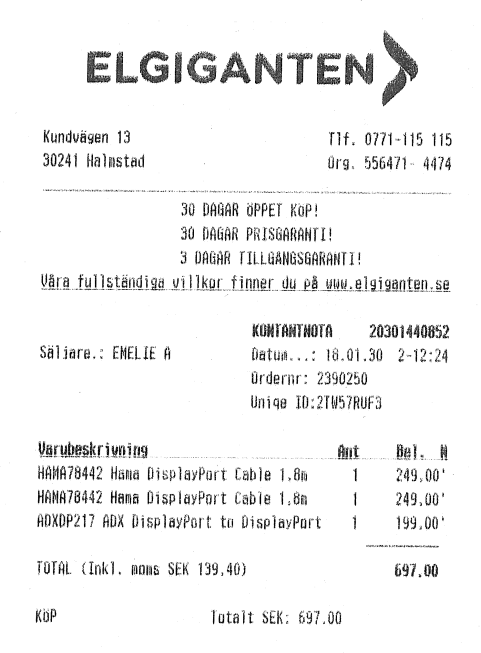 ELGIGANTEN
Kundvägen 13 Tlf. 0771-115 115
30241 Halmstad Org. 556471- 4474
30 DAGAR ÖPPET KÖP!
30 DAGAR PRISGARANTI!
3 DAGAR TILLGÅNGSGARANTI!
Våra fullständiga villkor finner du på www.elgiganten.se
KONTANTNOTA 20301440852
Säljare.: EMELIE A Datum...: 18.01.30 2-12:24
Ordernr: 2390250
Uniqe ID:2TW57RUF3
Varubeskrivning Ant Bel. N
HAMA78442 Hama DisplayPort Cable 1,8m 1 249,00'
HAMA78442 Hama DisplayPort Cable 1,8m 1 249,00'
ADXDP217 ADX DisplayPort to DisplayPort 1 199,00'
TOTAL (Inkl. moms SEK 139,40) 697.00
KÖP Totalt SEK: 697.00